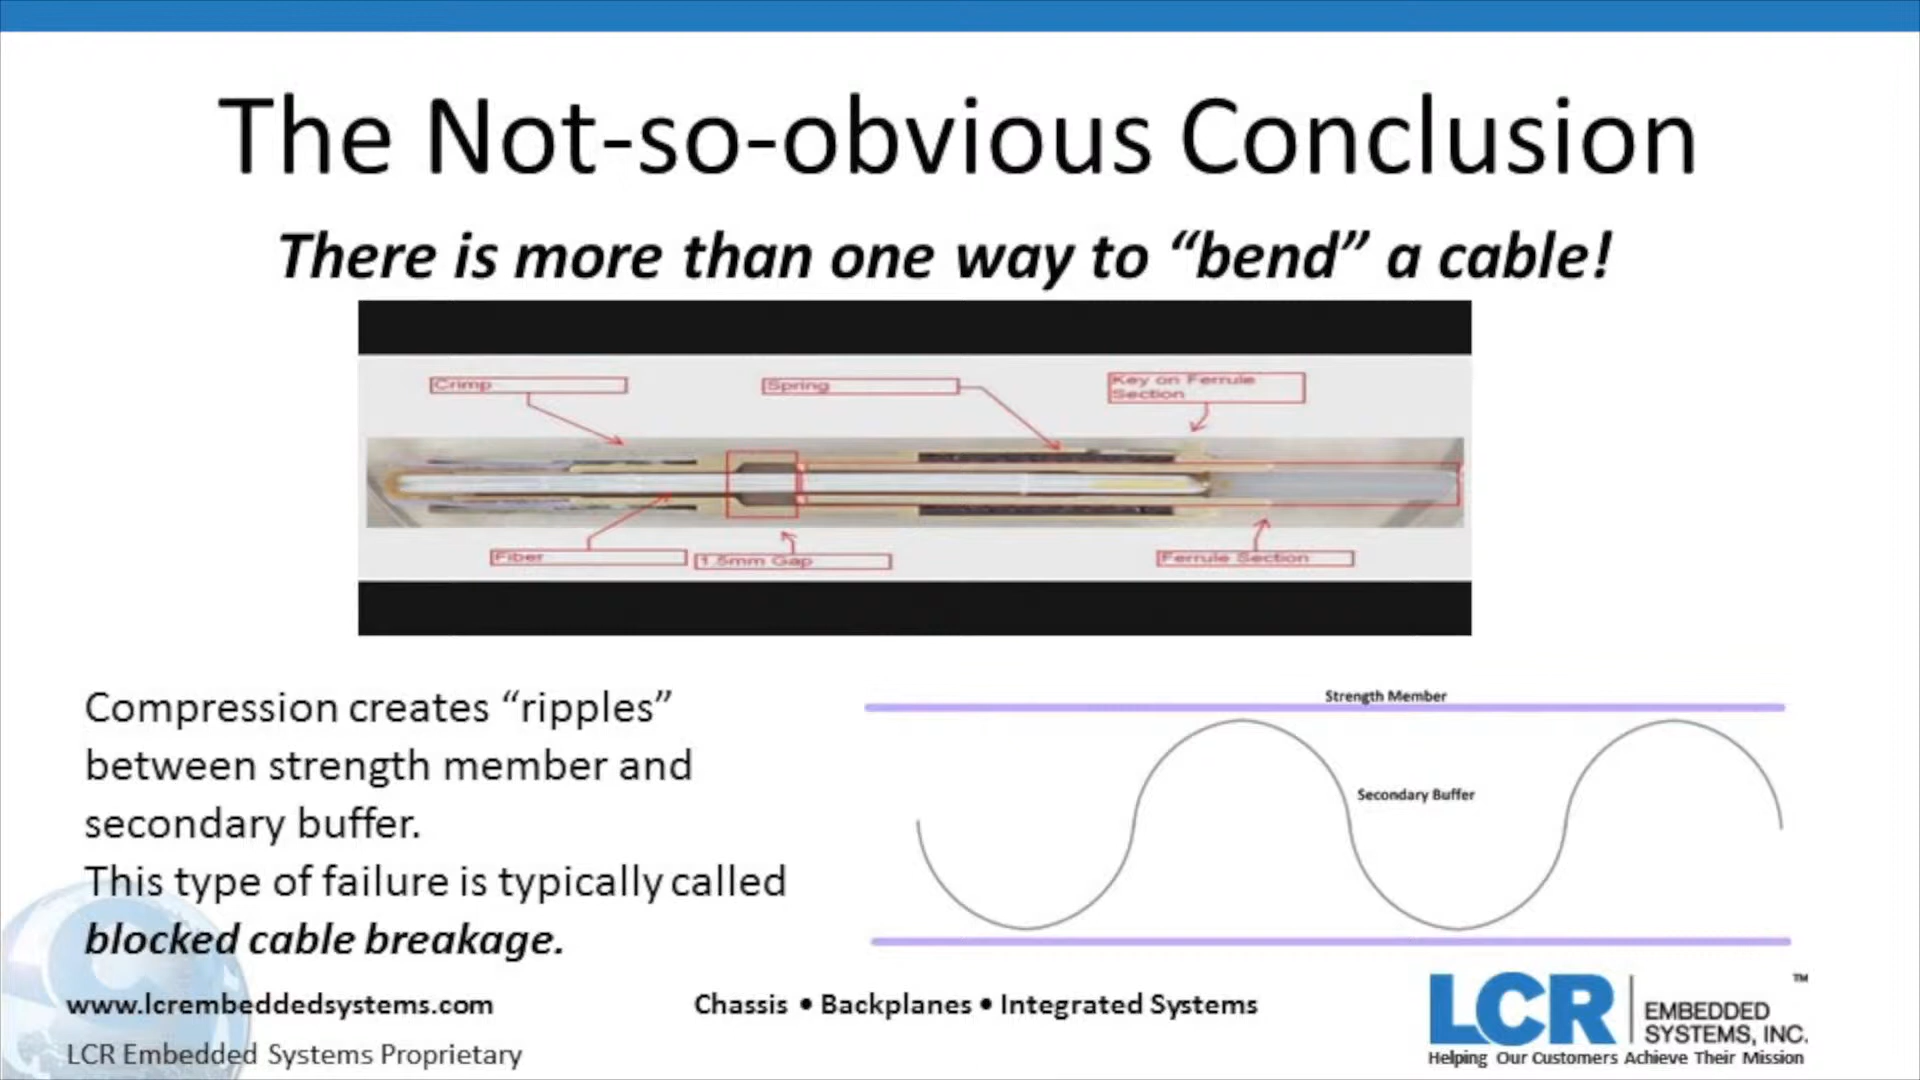 The Not-so-obvious Conclusion
There is more than one way to “bend” a cable!
Crimp
Spring
Key on Ferrule
Section
Fiber
1.5mm Gap
Ferrule Section
Compression creates “ripples”
between strength member and
secondary buffer.
This type of failure is typically called
blocked cable breakage.
Strength Member
Secondary Buffer
www.lcrembeddedsystems.com
Chassis • Backplanes • Integrated Systems
LCR Embedded Systems Proprietary
LCR EMBEDDED
SYSTEMS, INC.
™
Helping Our Customers Achieve Their Mission